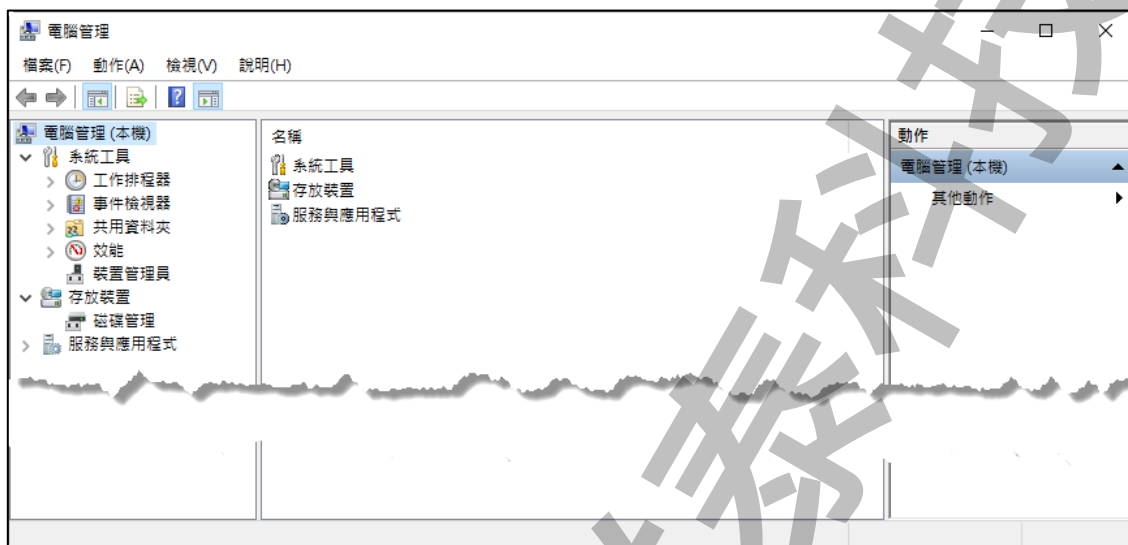 電腦管理
檔案(F) 動作(A) 檢視(V) 說明(H)
電腦管理 (本機)
系統工具
工作排程器
事件檢視器
共用資料夾
效能
裝置管理員
存放裝置
磁碟管理
服務與應用程式
名稱
系統工具
存放裝置
服務與應用程式
動作
電腦管理 (本機)
其他動作
泰科技